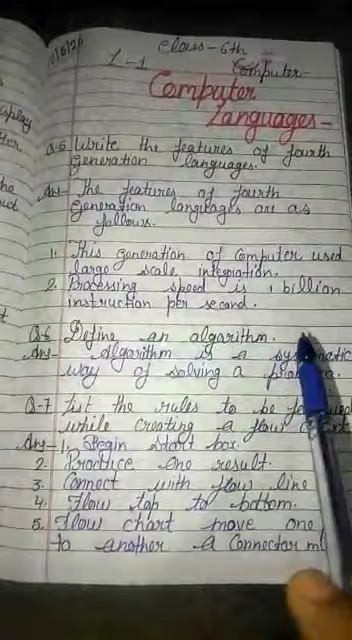 Class-6th
L-1
Computer-
Computer
Languages-
Q-5 Write the features of fourth
generation languages.
Ans- The features of fourth
generation languages are as
follows.
1. This generation of computer used
large scale integration.
2. Processing speed is 1 billion
instruction per second.
Q-6 Define an algorithm.
Ans- Algorithm is a
way of solving a
Q-7 List the rules to be
while creating a flow
Ans-1. Begin start box.
2. Produce one result.
3. Connect with flow line
4. Flow top to bottom.
5. Flow chart move one
to another a connector